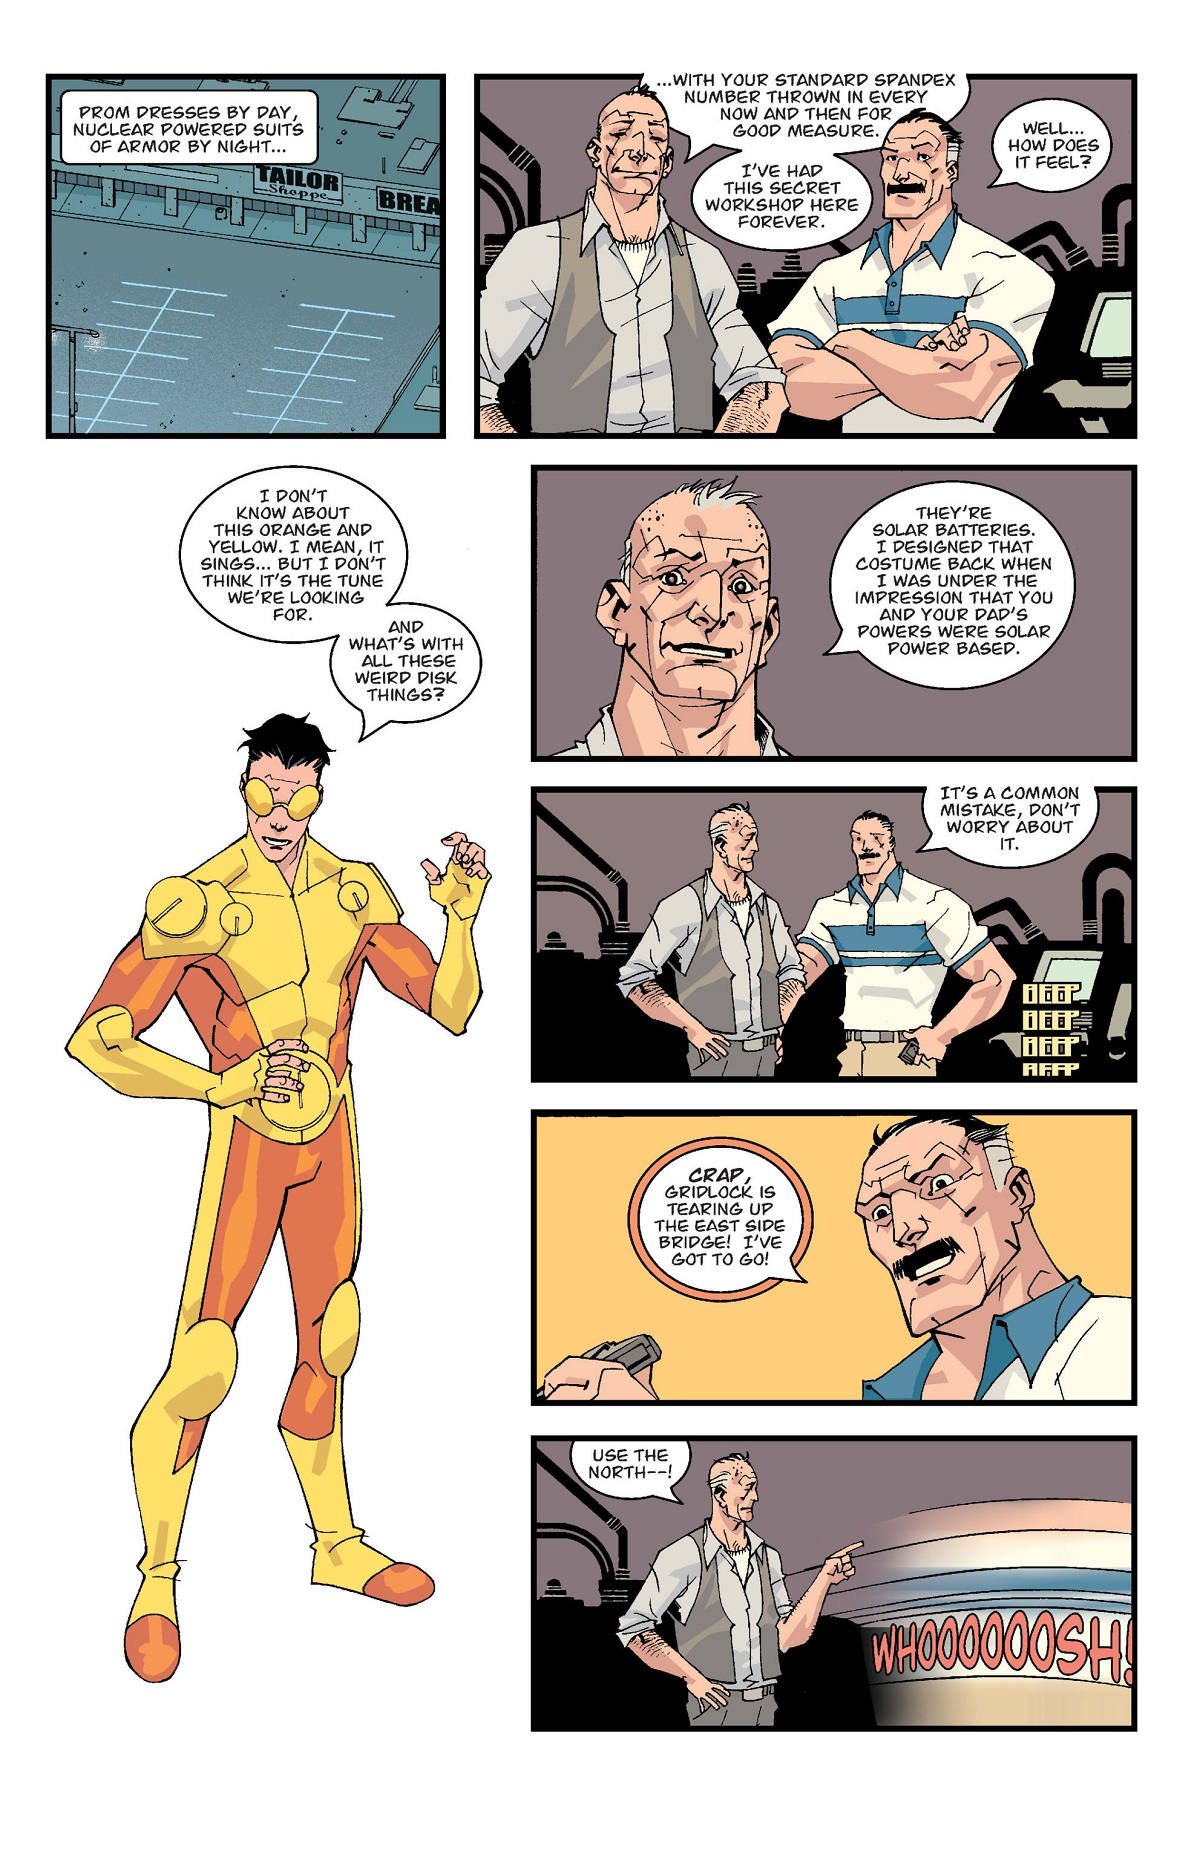 PROM DRESSES BY DAY,
NUCLEAR POWERED SUITS
OF ARMOR BY NIGHT...
TAILOR
Shoppe
BREA
...WITH YOUR STANDARD SPANDEX
NUMBER THROWN IN EVERY
NOW AND THEN FOR
GOOD MEASURE.
I'VE HAD
THIS SECRET
WORKSHOP HERE
FOREVER.
WELL...
HOW DOES
IT FEEL?
I DON'T
KNOW ABOUT
THIS ORANGE AND
YELLOW. I MEAN, IT
SINGS... BUT I DON'T
THINK IT'S THE TUNE
WE'RE LOOKING
FOR.
AND
WHAT'S WITH
ALL THESE
WEIRD DISK
THINGS?
THEY'RE
SOLAR BATTERIES.
I DESIGNED THAT
COSTUME BACK WHEN
I WAS UNDER THE
IMPRESSION THAT YOU
AND YOUR DAD'S
POWERS WERE SOLAR
POWER BASED.
IT'S A COMMON
MISTAKE, DON'T
WORRY ABOUT
IT.
BEEP
BEEP
BEEP
BEEP
CRAP,
GRIDLOCK IS
TEARING UP
THE EAST SIDE
BRIDGE! I'VE
GOT TO GO!
USE THE
NORTH--!
WHOOOOOOSH!